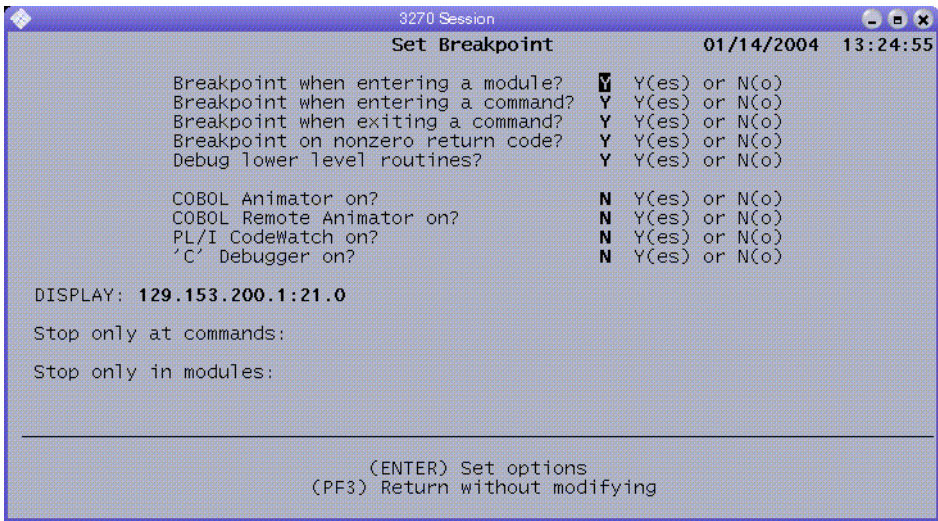 3270 Session
Set Breakpoint 01/14/2004 13:24:55
Breakpoint when entering a module? Y Y(es) or N(o)
Breakpoint when entering a command? Y Y(es) or N(o)
Breakpoint when exiting a command? Y Y(es) or N(o)
Breakpoint on nonzero return code? Y Y(es) or N(o)
Debug lower level routines? Y Y(es) or N(o)
COBOL Animator on? N Y(es) or N(o)
COBOL Remote Animator on? N Y(es) or N(o)
PL/I CodeWatch on? N Y(es) or N(o)
'C' Debugger on? N Y(es) or N(o)
DISPLAY: 129.153.200.1:21.0
Stop only at commands:
Stop only in modules:
(ENTER) Set options
(PF3) Return without modifying